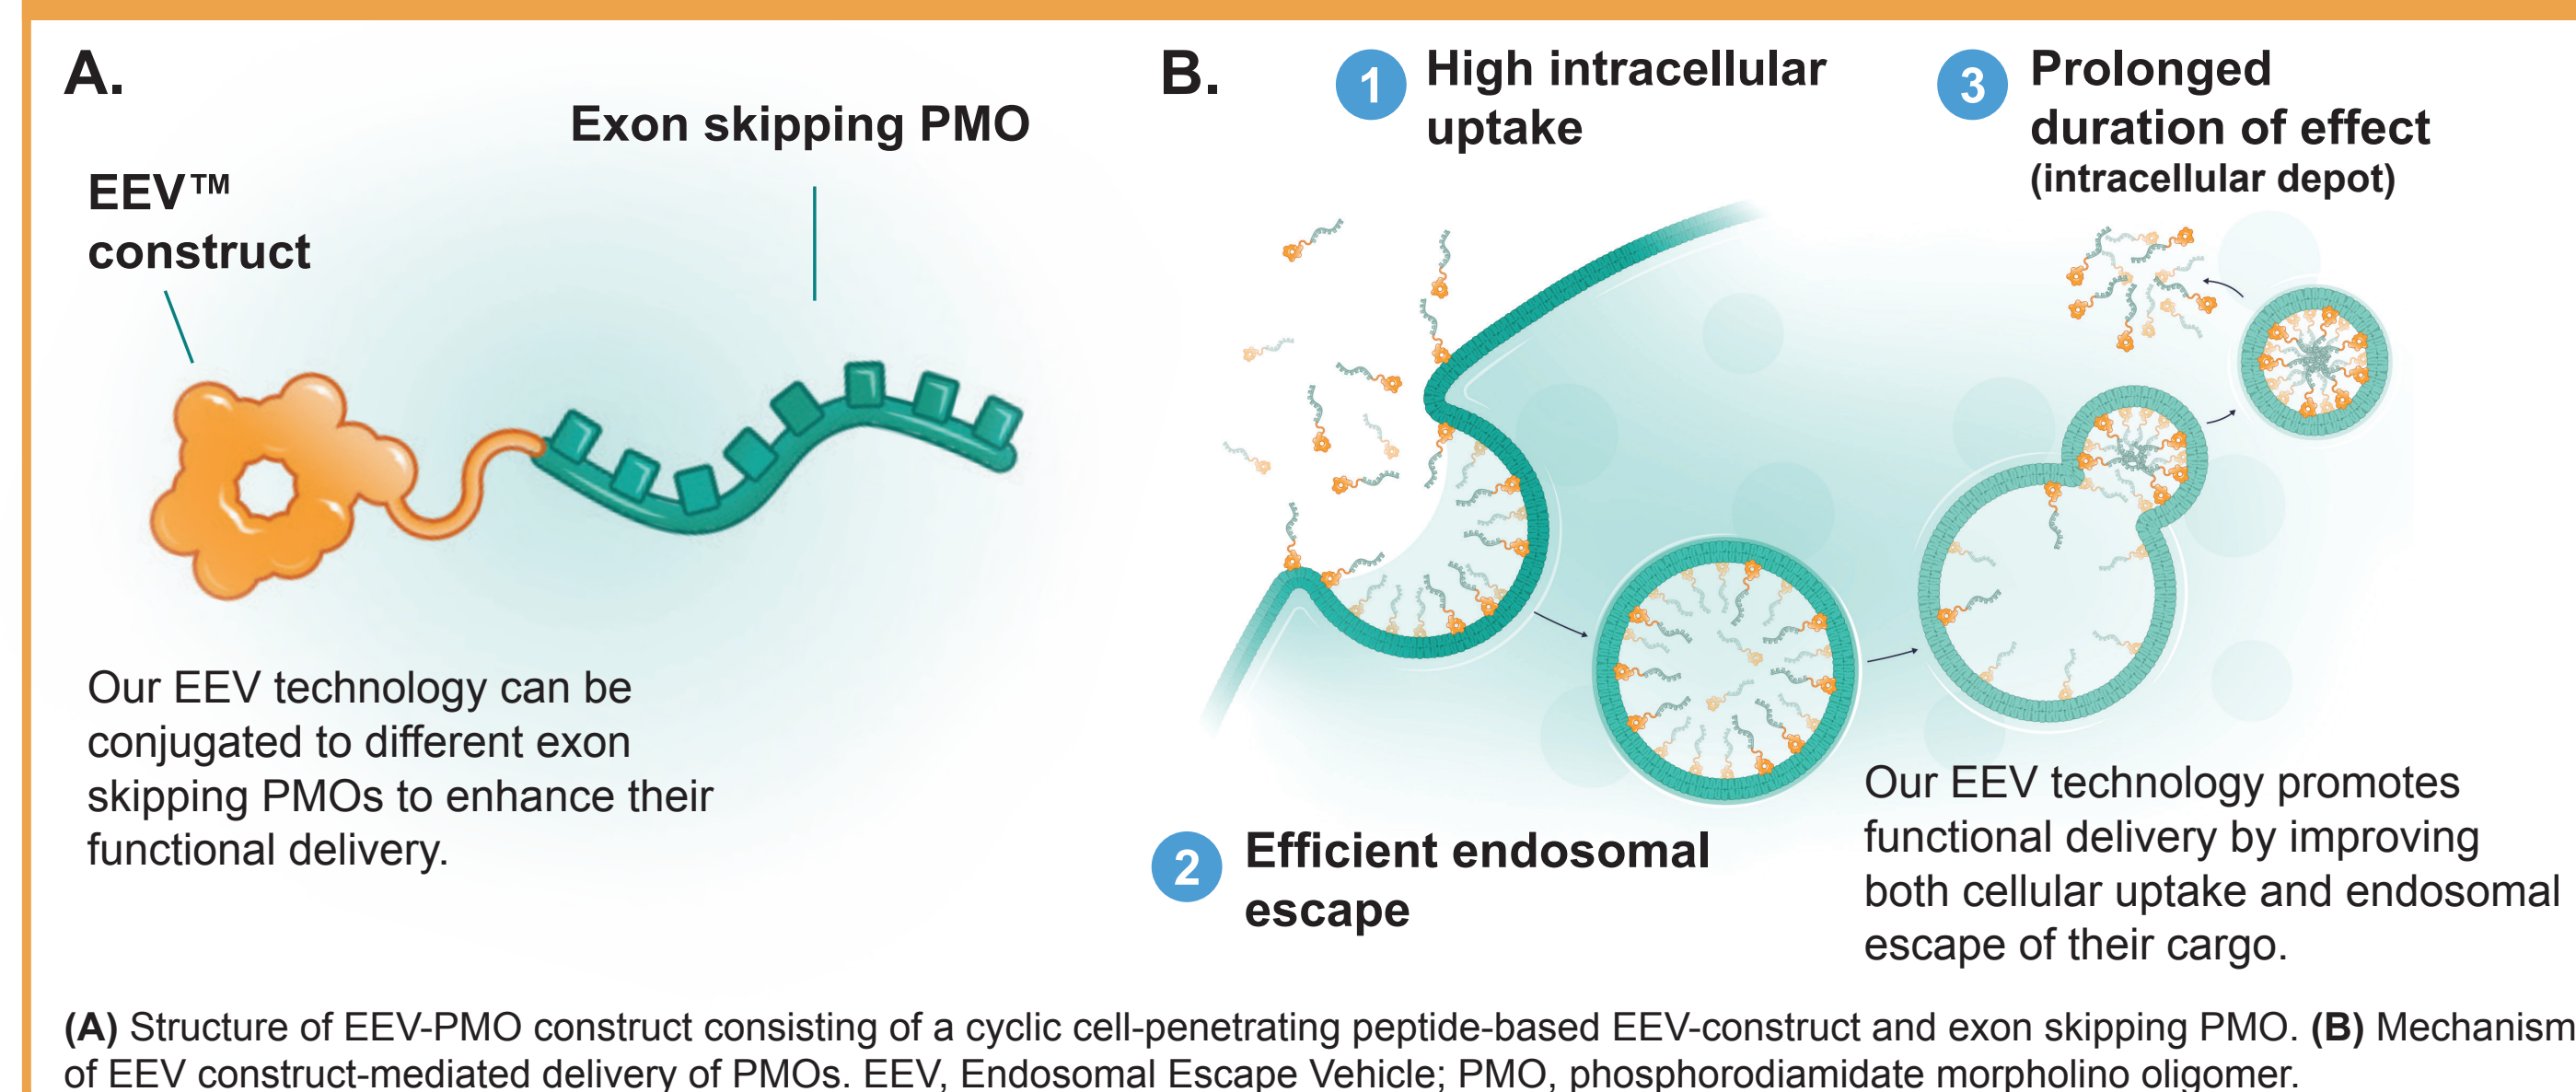 A.
EEV™
construct
Exon skipping PMO
Our EEV technology can be
conjugated to different exon
skipping PMOs to enhance their
functional delivery.
B.
1 High intracellular
uptake
3 Prolonged
duration of effect
(intracellular depot)
2 Efficient endosomal
escape
Our EEV technology promotes
functional delivery by improving
both cellular uptake and endosomal
escape of their cargo.
(A) Structure of EEV-PMO construct consisting of a cyclic cell-penetrating peptide-based EEV-construct and exon skipping PMO. (B) Mechanism
of EEV construct-mediated delivery of PMOs. EEV, Endosomal Escape Vehicle; PMO, phosphorodiamidate morpholino oligomer.